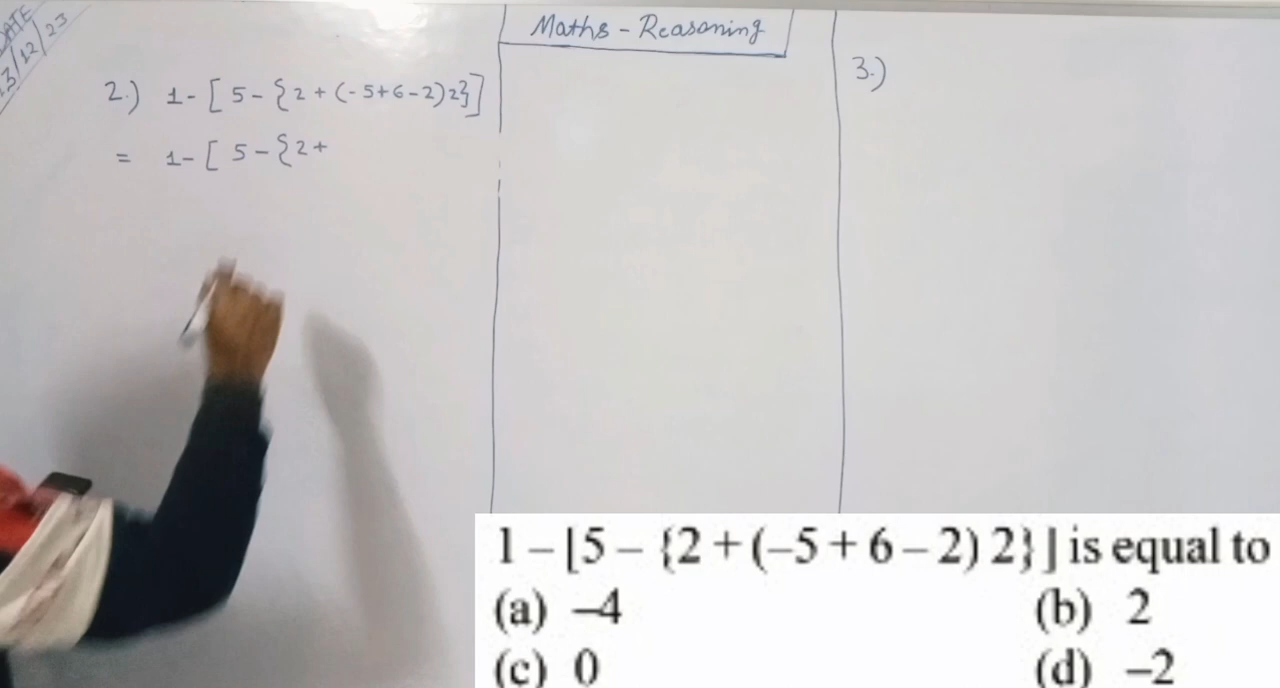 DATE
13/12/23
Maths - Reasoning
2.) 1-[5-{2+(-5+6-2)2}]
= 1-[5-{2+
3.)
1 – [5 – {2 + (–5 + 6 – 2) 2}] is equal to
(a) –4 (b) 2
(c) 0 (d) –2